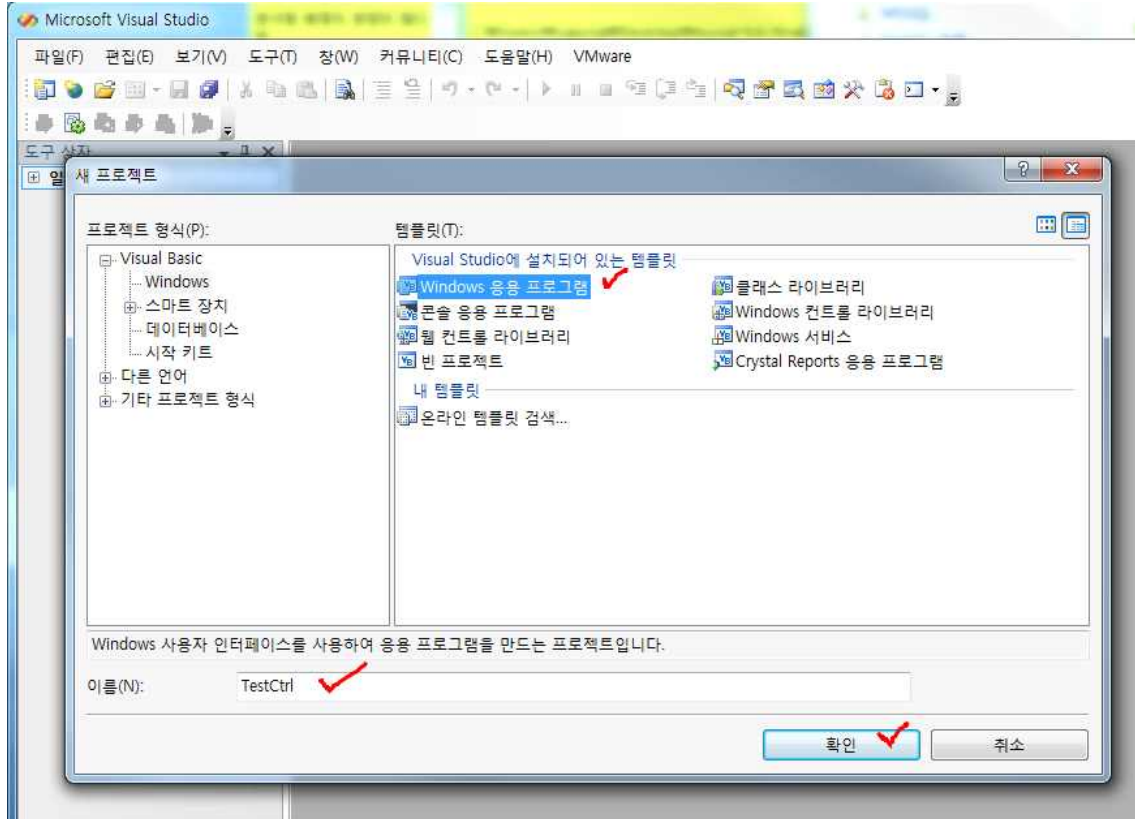 Microsoft Visual Studio
파일(F) 편집(E) 보기(V) 도구(T) 창(W) 커뮤니티(C) 도움말(H) VMware
도구 상자
일
새 프로젝트
프로젝트 형식(P):
Visual Basic
Windows
스마트 장치
데이터베이스
시작 키트
다른 언어
기타 프로젝트 형식
템플릿(T):
Visual Studio에 설치되어 있는 템플릿
Windows 응용 프로그램
클래스 라이브러리
콘솔 응용 프로그램
Windows 컨트롤 라이브러리
웹 컨트롤 라이브러리
Windows 서비스
빈 프로젝트
Crystal Reports 응용 프로그램
내 템플릿
온라인 템플릿 검색...
Windows 사용자 인터페이스를 사용하여 응용 프로그램을 만드는 프로젝트입니다.
이름(N): TestCtrl
확인 취소